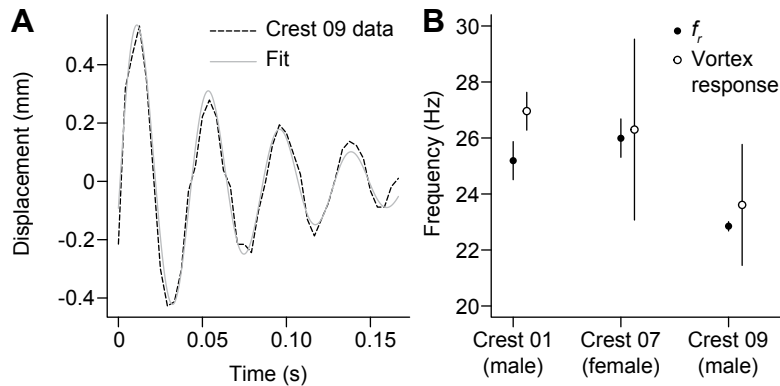 A
Crest 09 data
Fit
Displacement (mm)
0.4
0.2
0
-0.2
-0.4
0
0.05
0.10
0.15
Time (s)
B
fr
Vortex
response
Frequency (Hz)
30
28
26
24
22
20
Crest 01
(male)
Crest 07
(female)
Crest 09
(male)